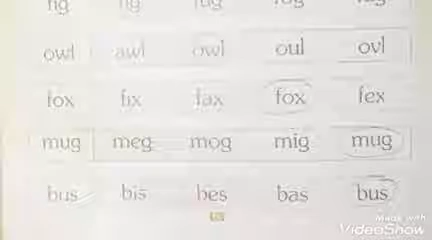 owl awl owl oul ovl
fox fix fax fox fex
mug meg mog mig mug
bus bis bes bas bus
Made with
VideoShow